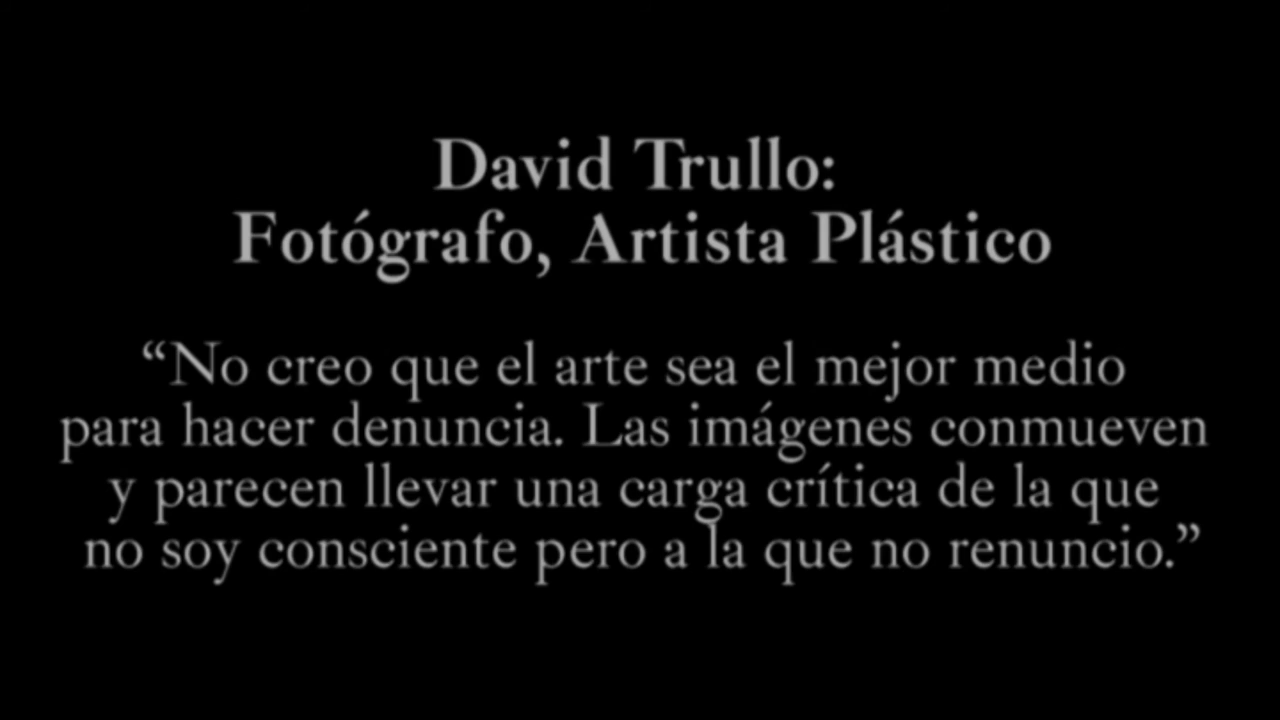 David Trullo:
Fotógrafo, Artista Plástico
“No creo que el arte sea el mejor medio
para hacer denuncia. Las imágenes conmueven
y parecen llevar una carga crítica de la que
no soy consciente pero a la que no renuncio.”